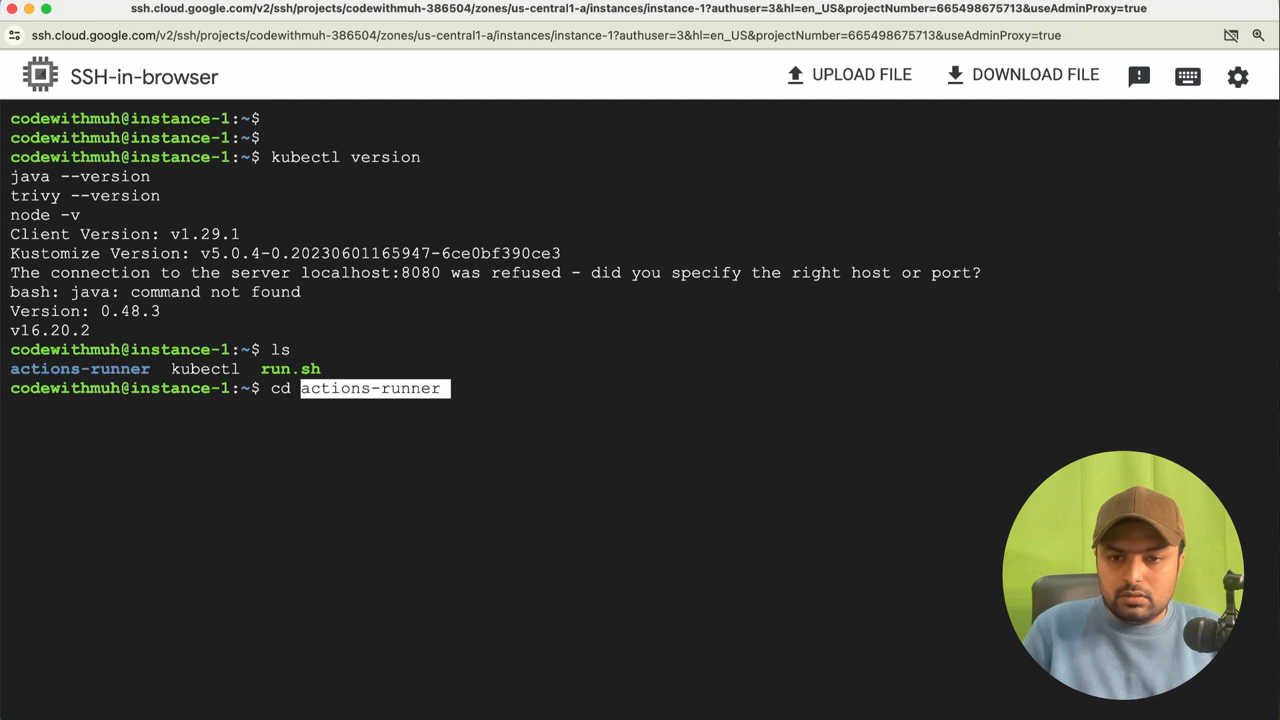 ssh.cloud.google.com/v2/ssh/projects/codewithmuh-386504/zones/us-central1-a/instances/instance-1?authuser=3&hl=en_US&projectNumber=665498675713&useAdminProxy=true
ssh.cloud.google.com/v2/ssh/projects/codewithmuh-386504/zones/us-central1-a/instances/instance-1?authuser=3&hl=en_US&projectNumber=665498675713&useAdminProxy=true
SSH-in-browser UPLOAD FILE DOWNLOAD FILE
codewithmuh@instance-1:~$
codewithmuh@instance-1:~$
codewithmuh@instance-1:~$ kubectl version
java --version
trivy --version
node -v
Client Version: v1.29.1
Kustomize Version: v5.0.4-0.20230601165947-6ce0bf390ce3
The connection to the server localhost:8080 was refused - did you specify the right host or port?
bash: java: command not found
Version: 0.48.3
v16.20.2
codewithmuh@instance-1:~$ ls
actions-runner kubectl run.sh
codewithmuh@instance-1:~$ cd actions-runner